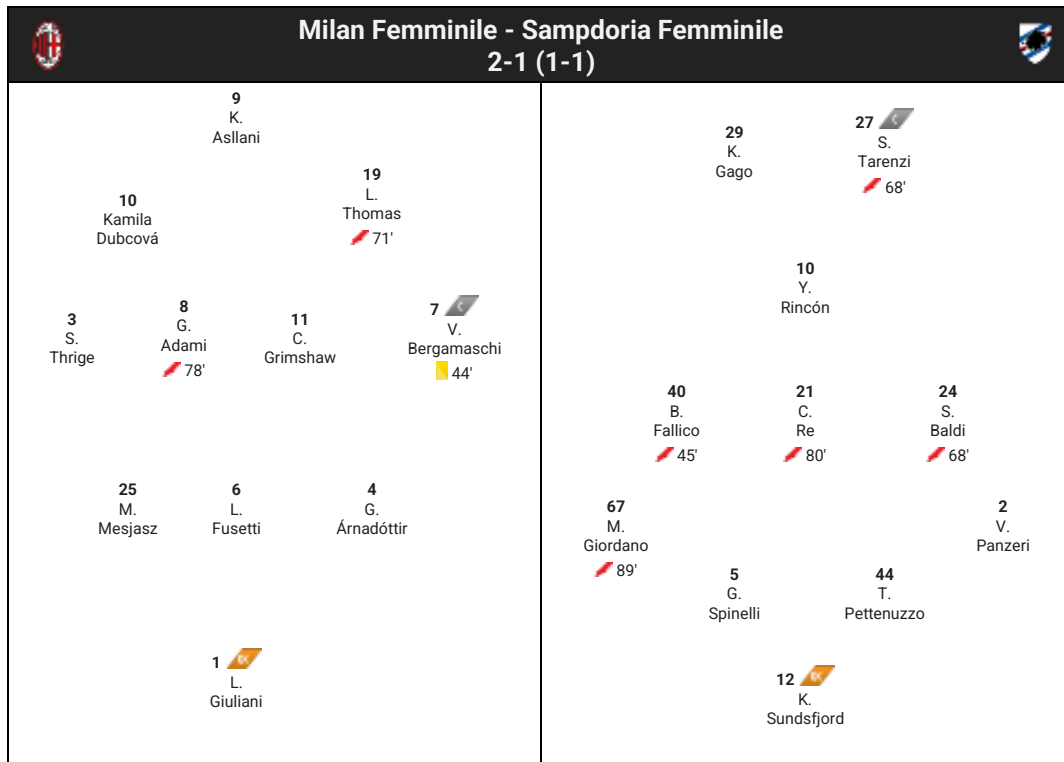 Milan Femminile - Sampdoria Femminile
2-1 (1-1)
9
K.
Asllani
19
L.
Thomas
71'
10
Kamila
Dubcová
3
S.
Thrige
8
G.
Adami
78'
11
C.
Grimshaw
7 C
V.
Bergamaschi
44'
25
M.
Mesjasz
6
L.
Fusetti
4
G.
Árnadóttir
1 GK
L.
Giuliani
29
K.
Gago
27 C
S.
Tarenzi
68'
10
Y.
Rincón
40
B.
Fallico
45'
21
C.
Re
80'
24
S.
Baldi
68'
67
M.
Giordano
89'
2
V.
Panzeri
5
G.
Spinelli
44
T.
Pettenuzzo
12 GK
K.
Sundsfjord